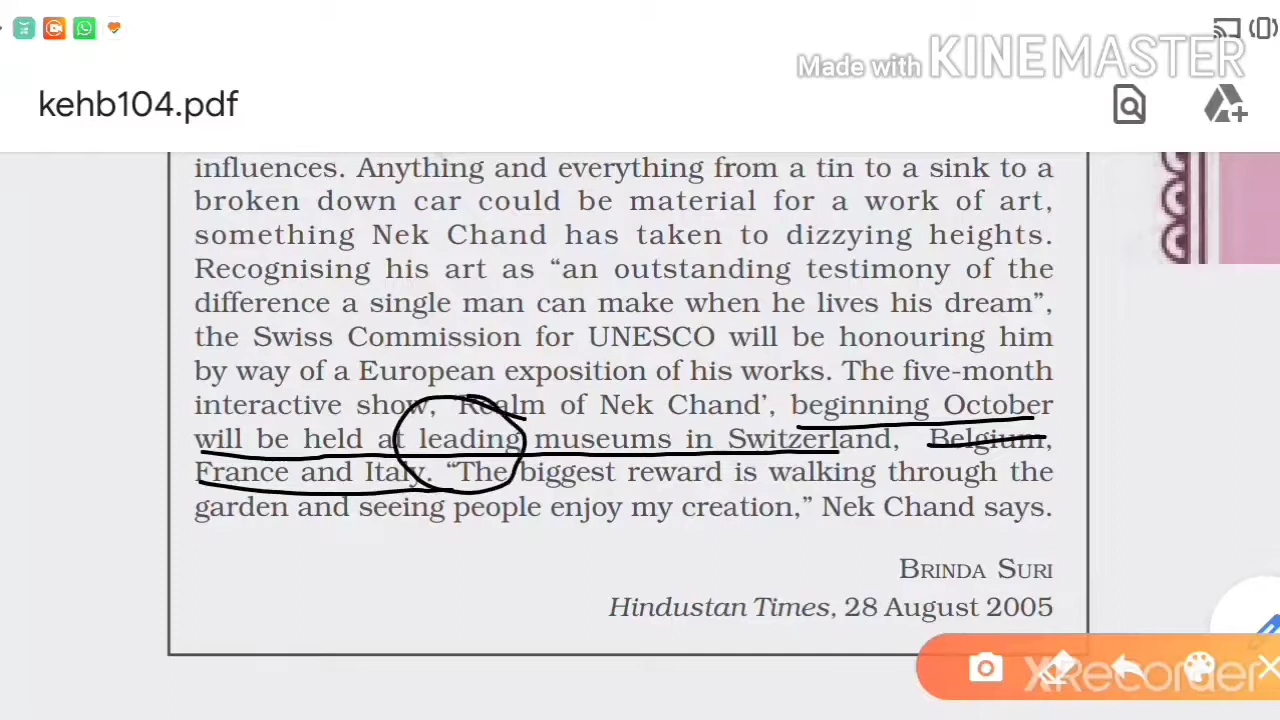 Made with KINEMASTER
kehb104.pdf
influences. Anything and everything from a tin to a sink to a
broken down car could be material for a work of art,
something Nek Chand has taken to dizzying heights.
Recognising his art as “an outstanding testimony of the
difference a single man can make when he lives his dream”,
the Swiss Commission for UNESCO will be honouring him
by way of a European exposition of his works. The five-month
interactive show, ‘Realm of Nek Chand’, beginning October
will be held at leading museums in Switzerland, Belgium,
France and Italy. “The biggest reward is walking through the
garden and seeing people enjoy my creation,” Nek Chand says.
BRINDA SURI
Hindustan Times, 28 August 2005
XRecorder